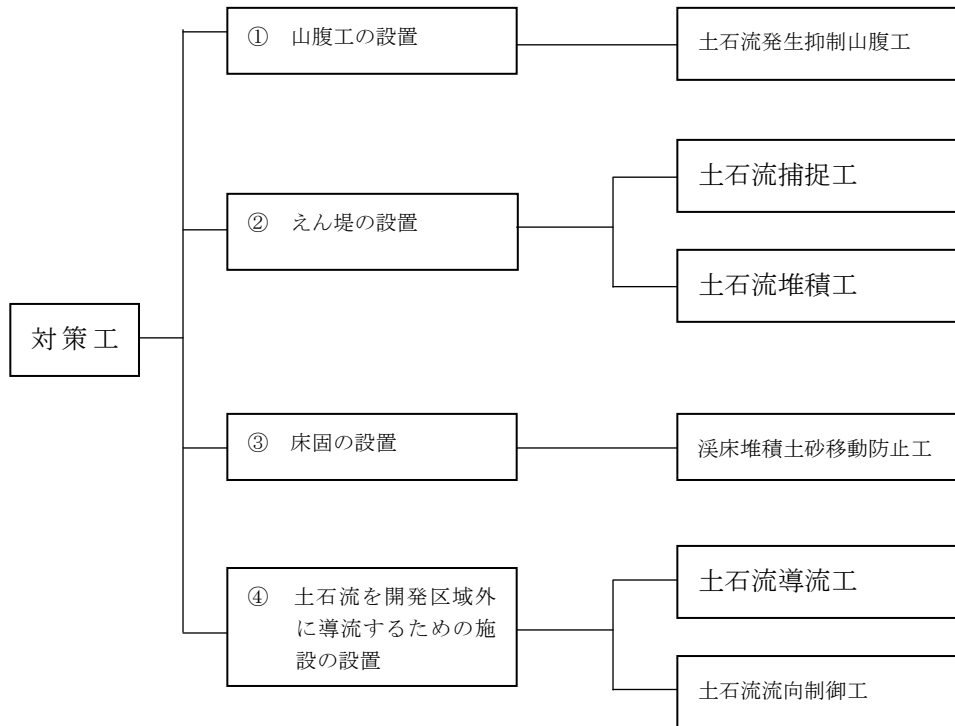 ① 山腹工の設置
土石流発生抑制山腹工
土石流捕捉工
② えん堤の設置
土石流堆積工
対策工
③ 床固の設置
渓床堆積土砂移動防止工
土石流導流工
④ 土石流を開発区域外
に導流するための施
設の設置
土石流流向制御工